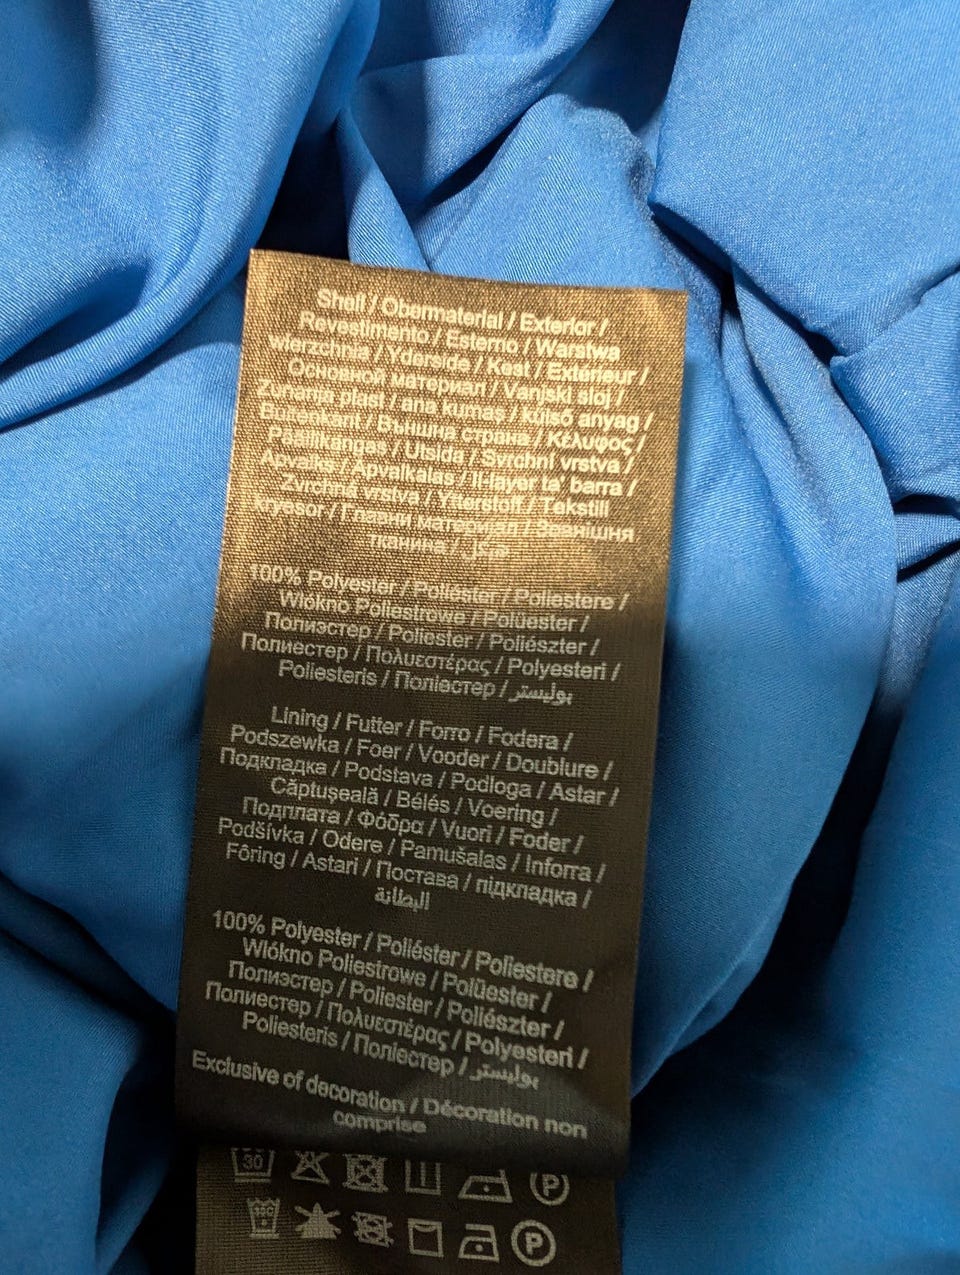 Shell / Obermaterial / Exterior /
Revestimento / Esterno / Warstwa
wierzchnia / Yderside / Keet / Extérieur /
Основной материал / Vanjski sloj /
Zunanja plast / ana kumaş / külső anyag /
Buitenkant / Външна страна / Κέλυφος /
Päällikangas / Utsida / Svrchní vrstva /
Apvalks / Apvalkalas / Il-layer ta' barra /
Zvrchná vrstva / Ytterstoff / Tekstill
kryesor / Главни материјал / Зовнішня
тканина / هيكل
100% Polyester / Poliéster / Poliestere /
Włókno Poliestrowe / Polüester /
Полиэстер / Poliester / Poliészter /
Полиестер / Πολυεστέρας / Polyesteri /
Poliesteris / Поліестер / بوليستر
Lining / Futter / Forro / Fodera /
Podszewka / Foer / Vooder / Doublure /
Подкладка / Podstava / Podloga / Astar /
Căptușeală / Bélés / Voering /
Подплата / Φόδρα / Vuori / Foder /
Podšívka / Odere / Pamušalas / Inforra /
Fôring / Astari / Постава / підкладка /
البطانة
100% Polyester / Poliéster / Poliestere /
Włókno Poliestrowe / Polüester /
Полиэстер / Poliester / Poliészter /
Полиестер / Πολυεστέρας / Polyesteri /
Poliesteris / Поліестер / بوليستر
Exclusive of decoration / Décoration non
comprise
30 P
P